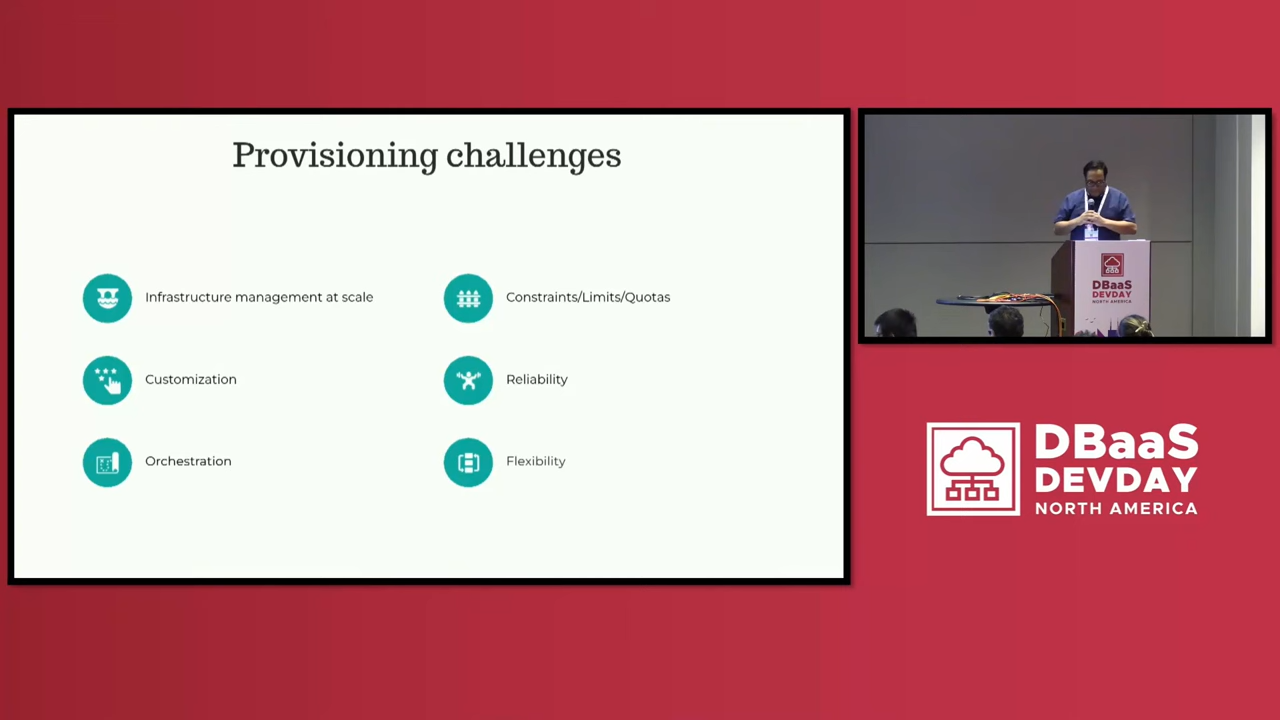 Provisioning challenges
Infrastructure management at scale
Constraints/Limits/Quotas
Customization
Reliability
Orchestration
Flexibility
DBaaS
DEVDAY
NORTH AMERICA
DBaaS
DEVDAY
NORTH AMERICA